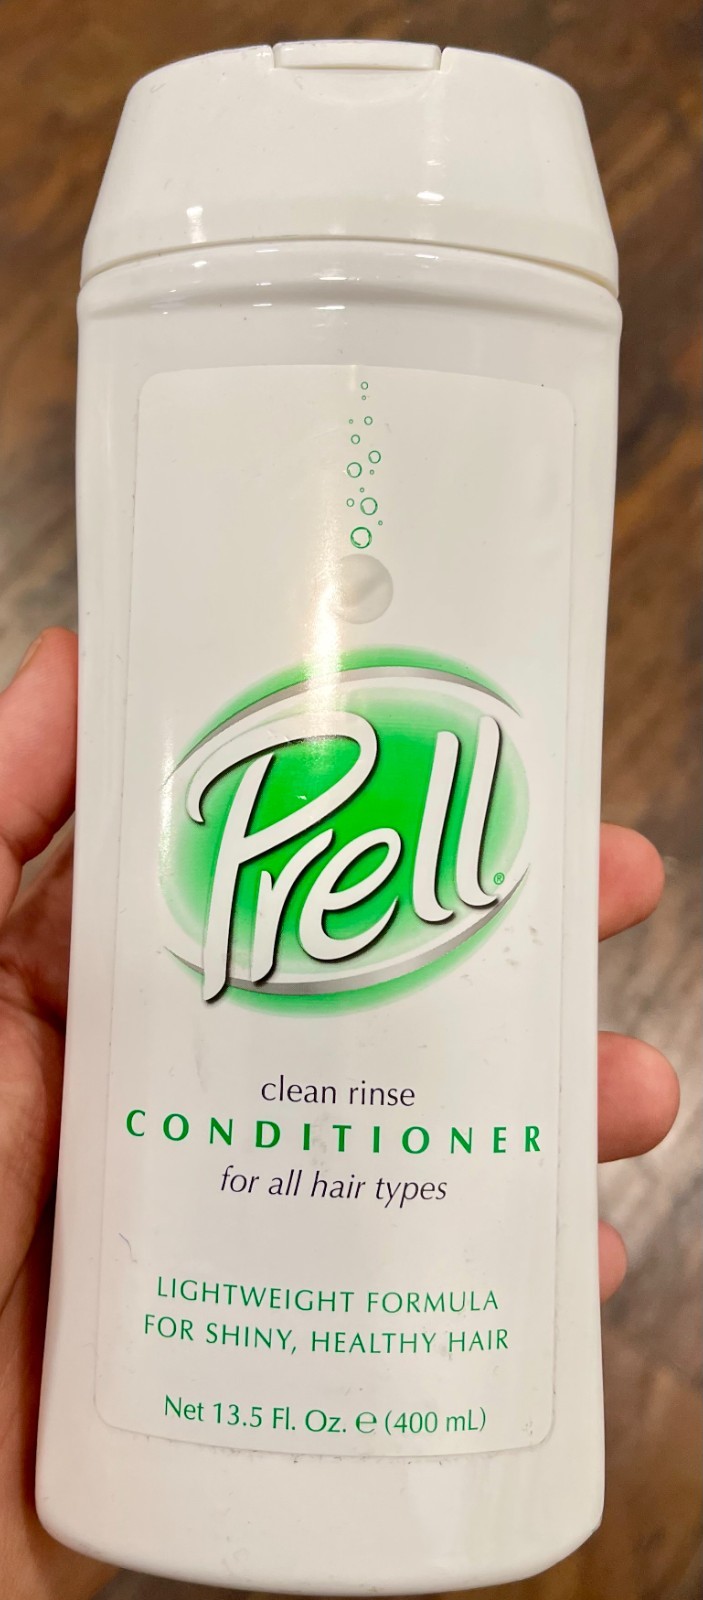 Prell®
clean rinse
CONDITIONER
for all hair types
LIGHTWEIGHT FORMULA
FOR SHINY, HEALTHY HAIR
Net 13.5 Fl. Oz. ℮ (400 mL)